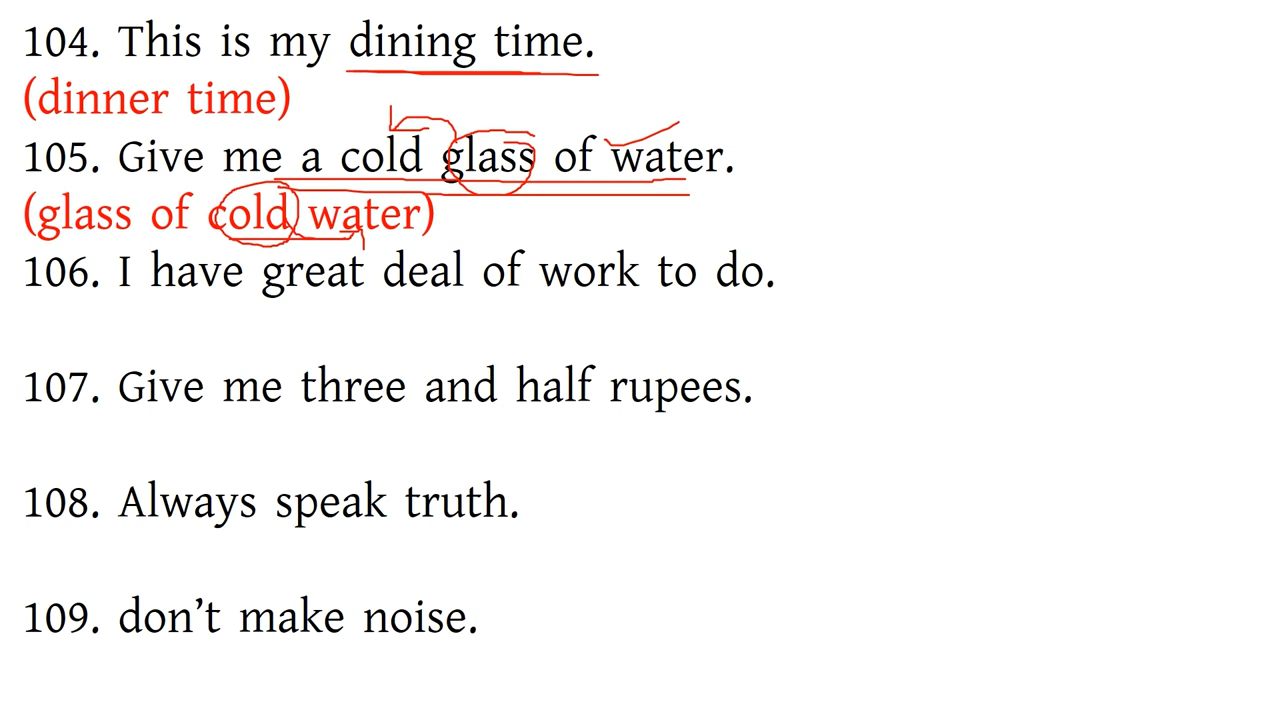 104. This is my dining time.
(dinner time)
105. Give me a cold glass of water.
(glass of cold water)
106. I have great deal of work to do.
107. Give me three and half rupees.
108. Always speak truth.
109. don’t make noise.